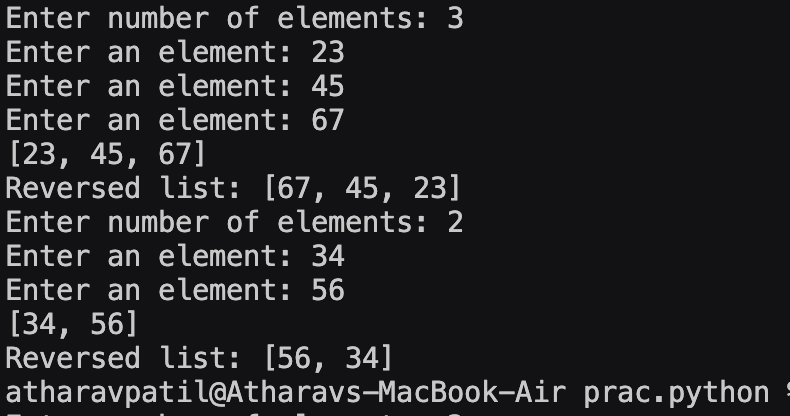 Enter number of elements: 3
Enter an element: 23
Enter an element: 45
Enter an element: 67
[23, 45, 67]
Reversed list: [67, 45, 23]
Enter number of elements: 2
Enter an element: 34
Enter an element: 56
[34, 56]
Reversed list: [56, 34]
atharavpatil@Atharavs-MacBook-Air prac.python